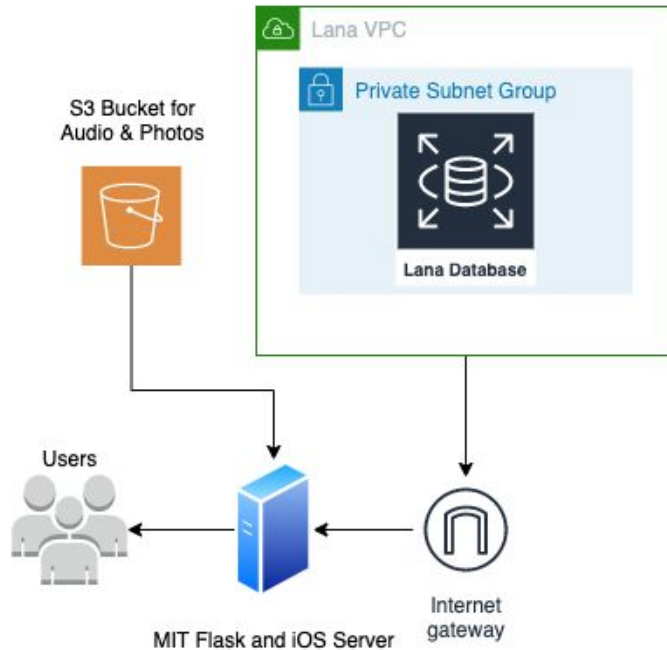 Lana VPC
Private Subnet Group
S3 Bucket for
Audio & Photos
Lana Database
Users
Internet
gateway
MIT Flask and iOS Server